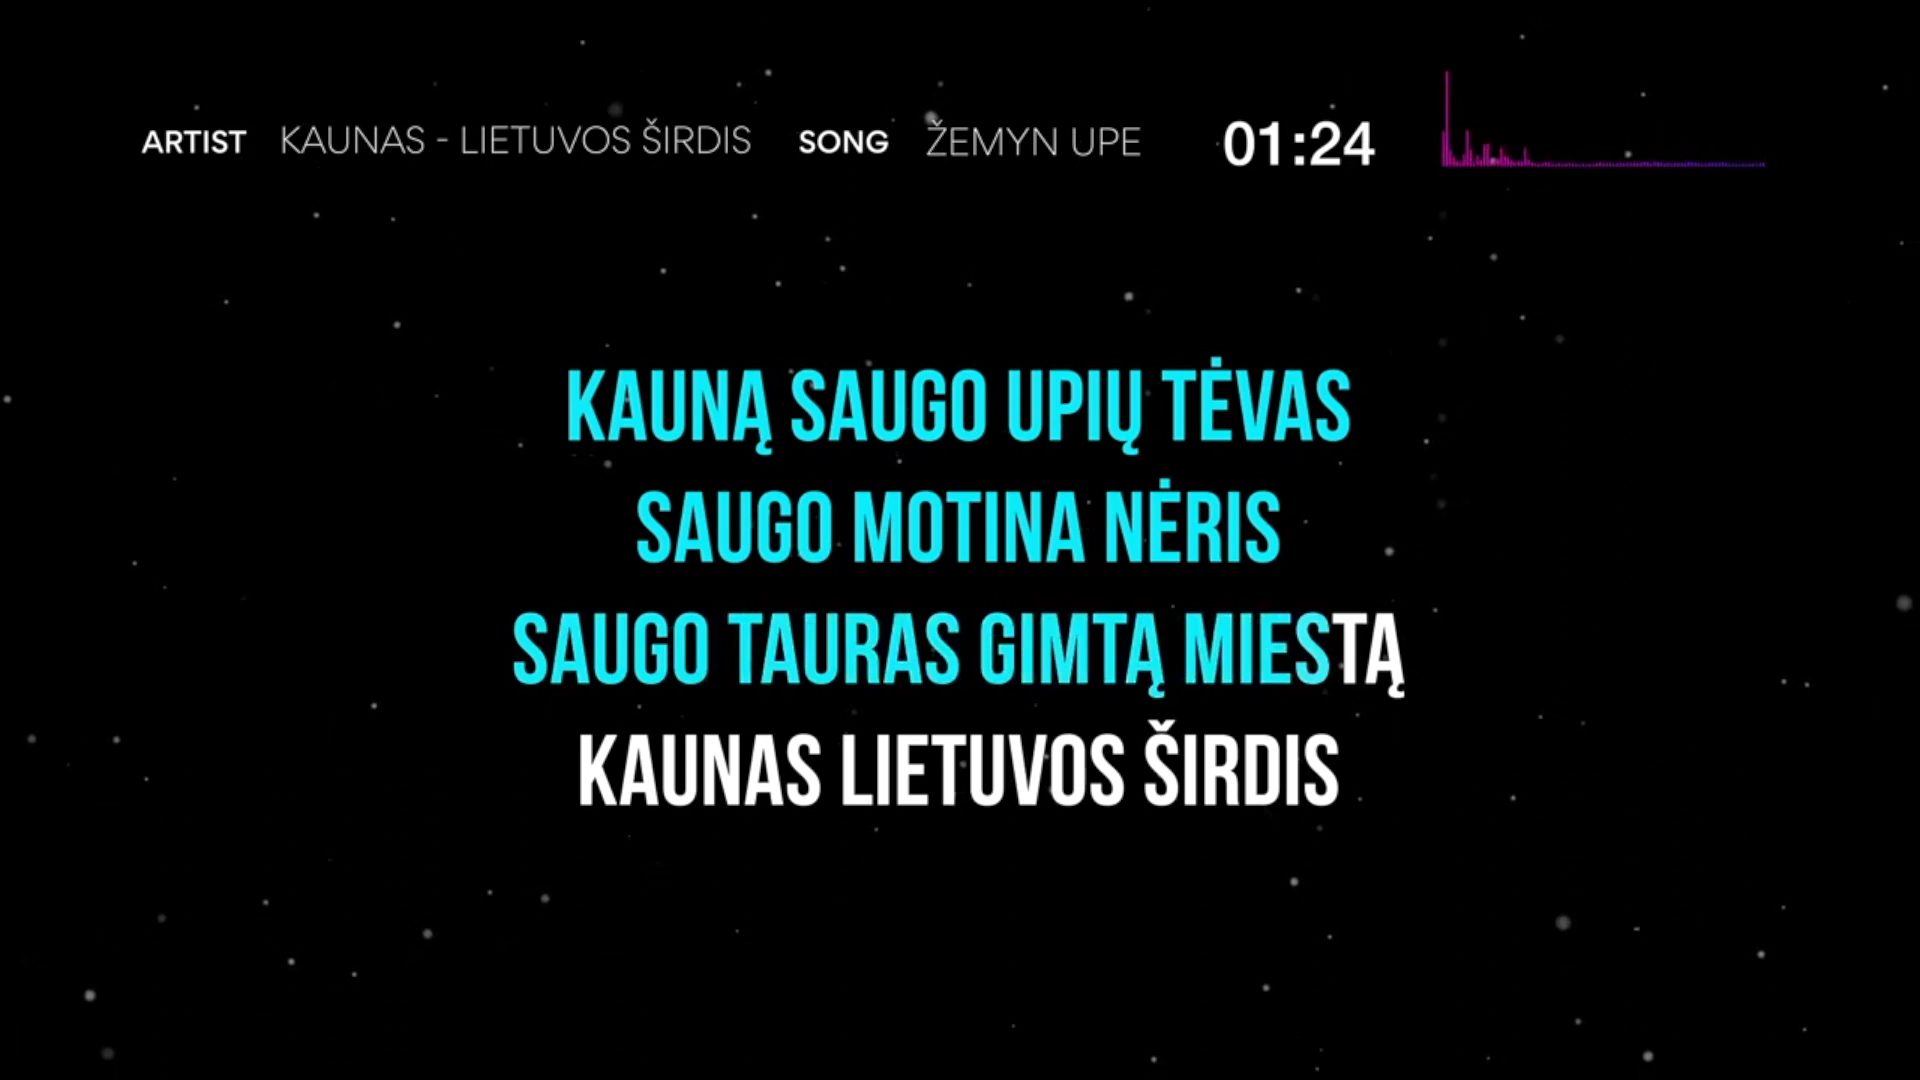 ARTIST KAUNAS - LIETUVOS ŠIRDIS SONG ŽEMYN UPE 01:24
KAUNĄ SAUGO UPIŲ TĖVAS
SAUGO MOTINA NĖRIS
SAUGO TAURAS GIMTĄ MIESTĄ
KAUNAS LIETUVOS ŠIRDIS